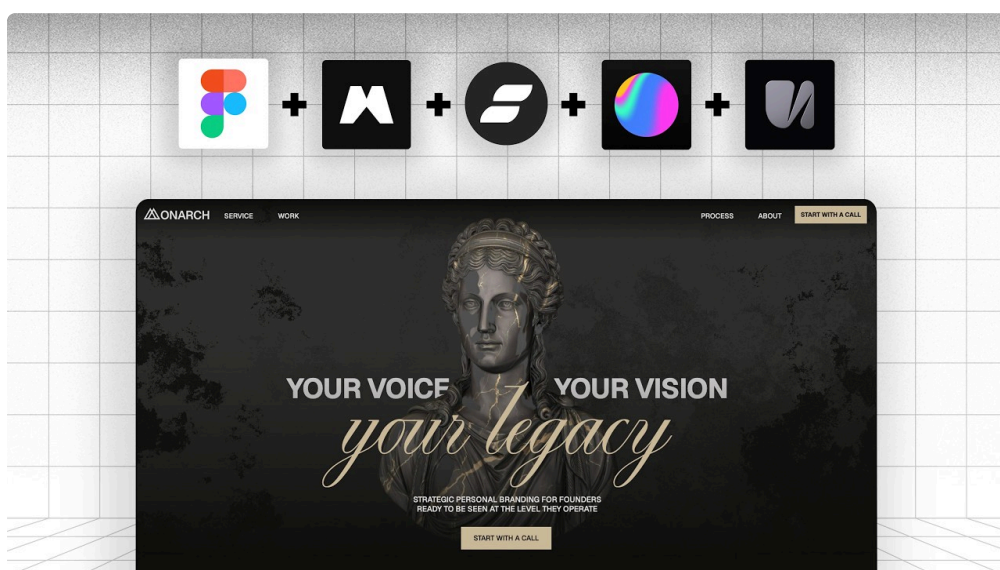 MONARCH
SERVICE
WORK
PROCESS
ABOUT
START WITH A CALL
YOUR VOICE
YOUR VISION
your legacy
STRATEGIC PERSONAL BRANDING FOR FOUNDERS
READY TO BE SEEN AT THE LEVEL THEY OPERATE
START WITH A CALL